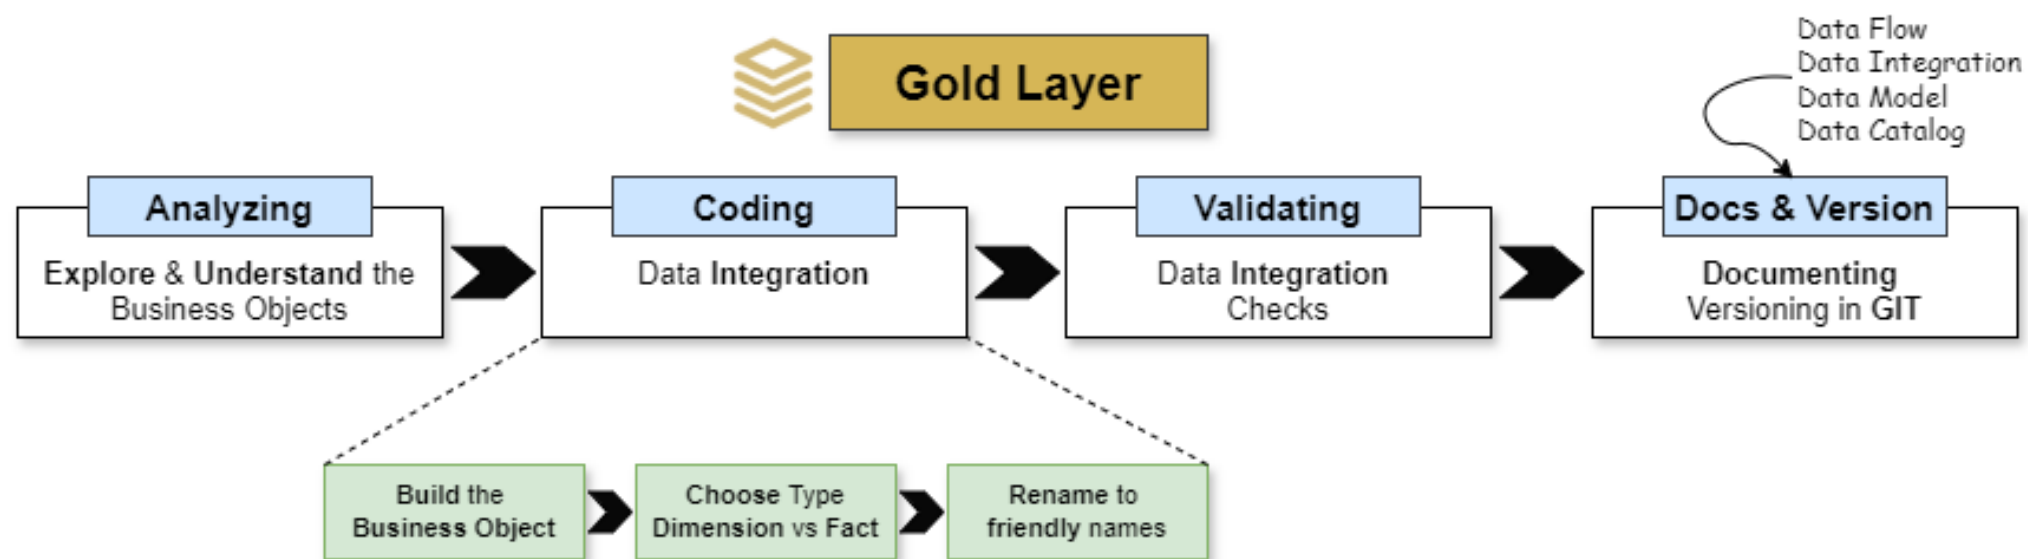 Gold Layer
Data Flow
Data Integration
Data Model
Data Catalog
Analyzing
Explore & Understand the
Business Objects
Coding
Data Integration
Validating
Data Integration
Checks
Docs & Version
Documenting
Versioning in GIT
Build the
Business Object
Choose Type
Dimension vs Fact
Rename to
friendly names